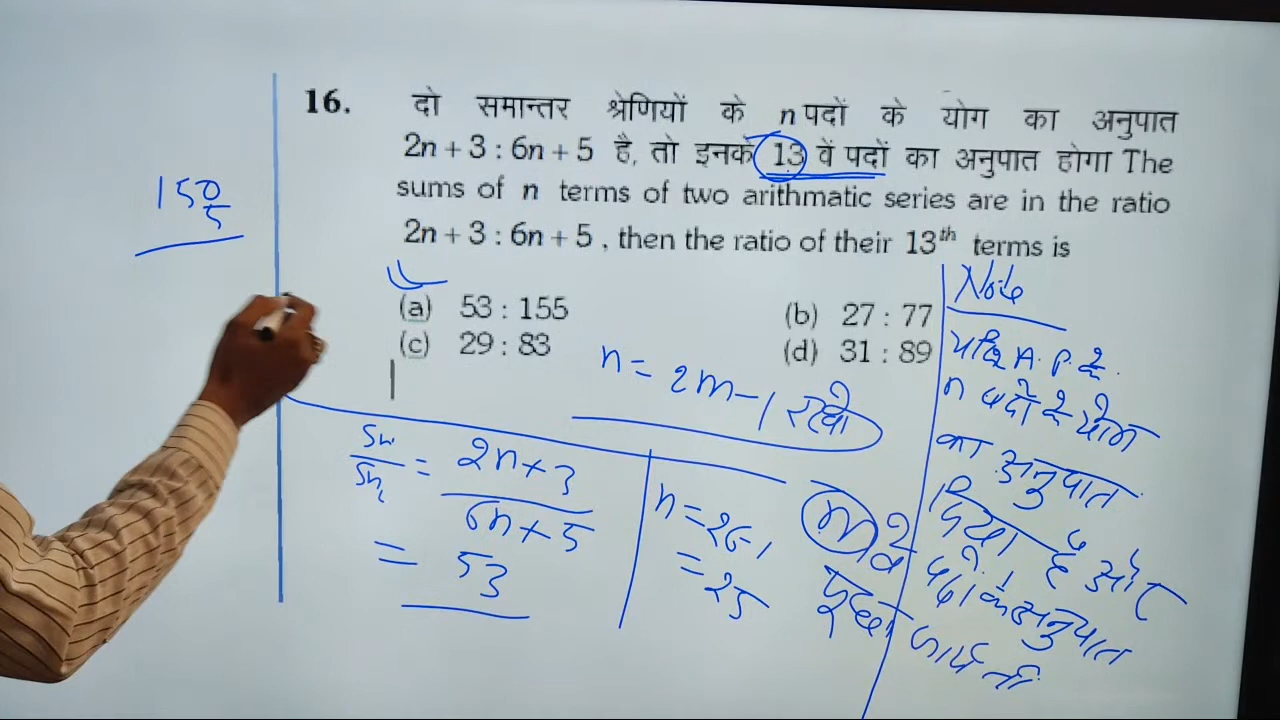 16. दो समान्तर श्रेणियों के n पदों के योग का अनुपात
2n + 3 : 6n + 5 है, तो इनके 13 वें पदों का अनुपात होगा The
sums of n terms of two arithmatic series are in the ratio
2n + 3 : 6n + 5 , then the ratio of their 13th terms is
(a) 53 : 155
(b) 27 : 77
(c) 29 : 83
(d) 31 : 89
150
5
n = 2m - 1 रखो
= 2n + 3
6n + 5
= 53
n = 26-1
= 25
Note
यदि A.P. के
n पदों के योग
का अनुपात
दिया है और
m वे पदों के अनुपात
पूछा जाये तो